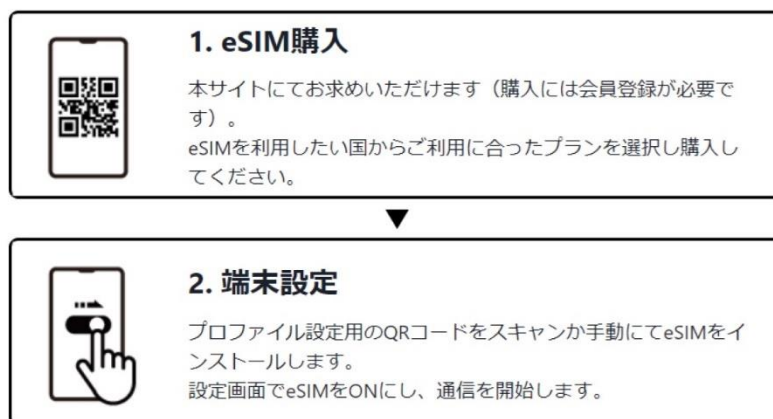 1. eSIM購入
本サイトにてお求めいただけます（購入には会員登録が必要で
す）。
eSIMを利用したい国からご利用に合ったプランを選択し購入し
てください。
2. 端末設定
プロファイル設定用のQRコードをスキャンか手動にてeSIMをイ
ンストールします。
設定画面でeSIMをONにし、通信を開始します。